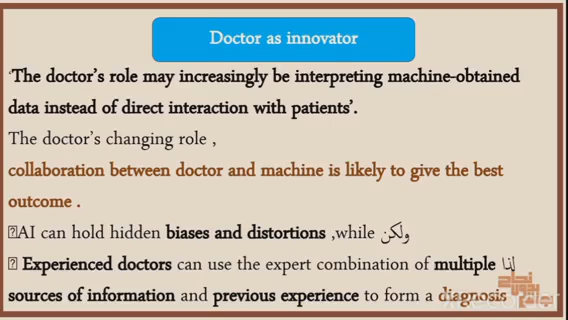 Doctor as innovator
'The doctor's role may increasingly be interpreting machine-obtained
data instead of direct interaction with patients'.
The doctor's changing role ,
collaboration between doctor and machine is likely to give the best
outcome .
AI can hold hidden biases and distortions ,while ولكن
Experienced doctors can use the expert combination of multiple لذا
sources of information and previous experience to form a diagnosis